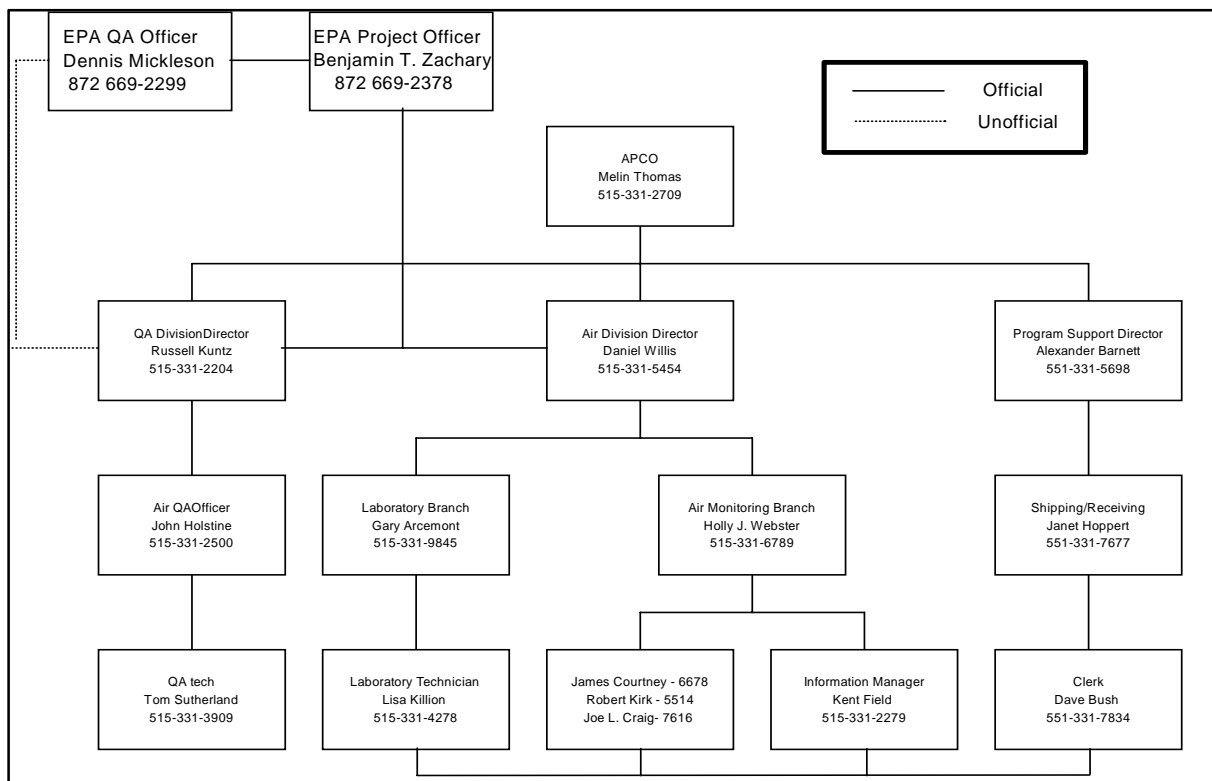 EPA QA Officer
Dennis Mickleson
872 669-2299
EPA Project Officer
Benjamin T. Zachary
872 669-2378
Official
Unofficial
APCO
Melin Thomas
515-331-2709
QA DivisionDirector
Russell Kuntz
515-331-2204
Air Division Director
Daniel Willis
515-331-5454
Program Support Director
Alexander Barnett
551-331-5698
Air QAOfficer
John Holstine
515-331-2500
Laboratory Branch
Gary Arcemont
515-331-9845
Air Monitoring Branch
Holly J. Webster
515-331-6789
Shipping/Receiving
Janet Hoppert
551-331-7677
QA tech
Tom Sutherland
515-331-3909
Laboratory Technician
Lisa Killion
515-331-4278
James Courtney - 6678
Robert Kirk - 5514
Joe L. Craig- 7616
Information Manager
Kent Field
515-331-2279
Clerk
Dave Bush
551-331-7834